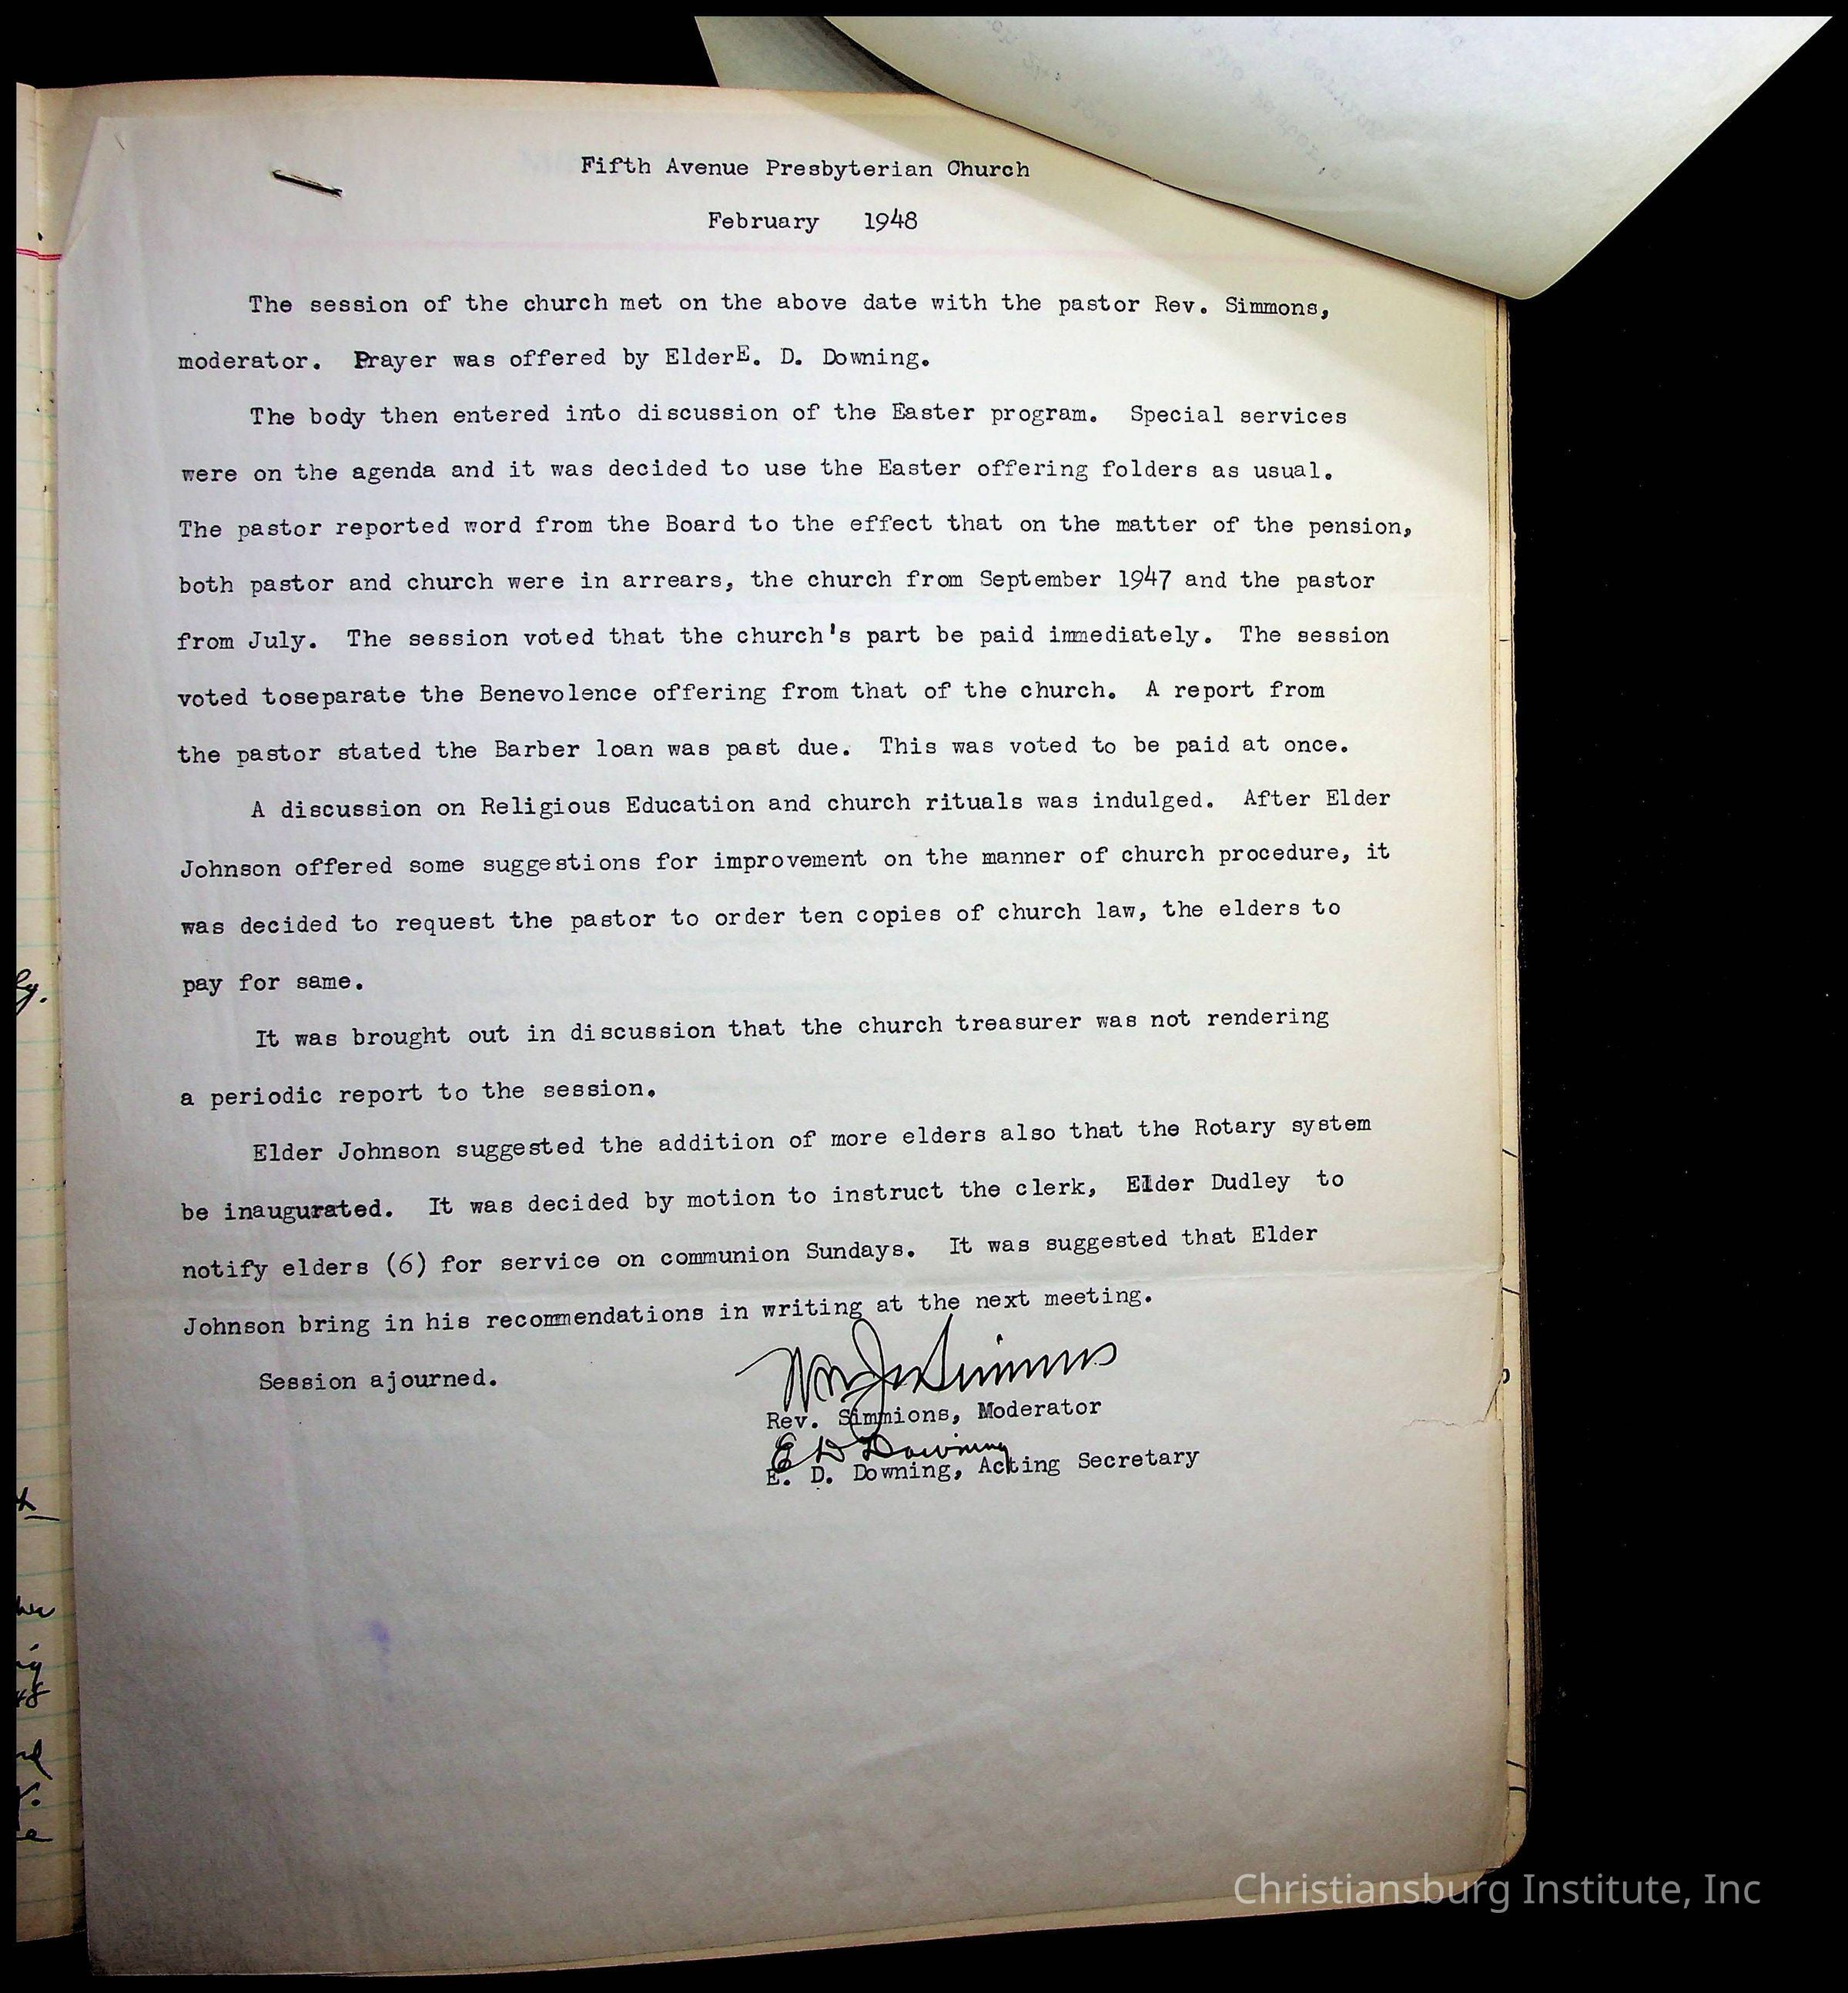 Fifth Avenue Presbyterian Church
February 1948
The session of the church met on the above date with the pastor Rev. Simmons,
moderator. Prayer was offered by ElderE. D. Downing.
The body then entered into discussion of the Easter program. Special services
were on the agenda and it was decided to use the Easter offering folders as usual.
The pastor reported word from the Board to the effect that on the matter of the pension,
both pastor and church were in arrears, the church from September 1947 and the pastor
from July. The session voted that the church's part be paid immediately. The session
voted toseparate the Benevolence offering from that of the church. A report from
the pastor stated the Barber loan was past due. This was voted to be paid at once.
A discussion on Religious Education and church rituals was indulged. After Elder
Johnson offered some suggestions for improvement on the manner of church procedure, it
was decided to request the pastor to order ten copies of church law, the elders to
pay for same.
It was brought out in discussion that the church treasurer was not rendering
a periodic report to the session.
Elder Johnson suggested the addition of more elders also that the Rotary system
be inaugurated. It was decided by motion to instruct the clerk, Elder Dudley to
notify elders (6) for service on communion Sundays. It was suggested that Elder
Johnson bring in his recommendations in writing at the next meeting.
Session ajourned.
Simmons
Rev. Simmions, Moderator
E D Downing
E. D. Downing, Acting Secretary
Christiansburg Institute, Inc